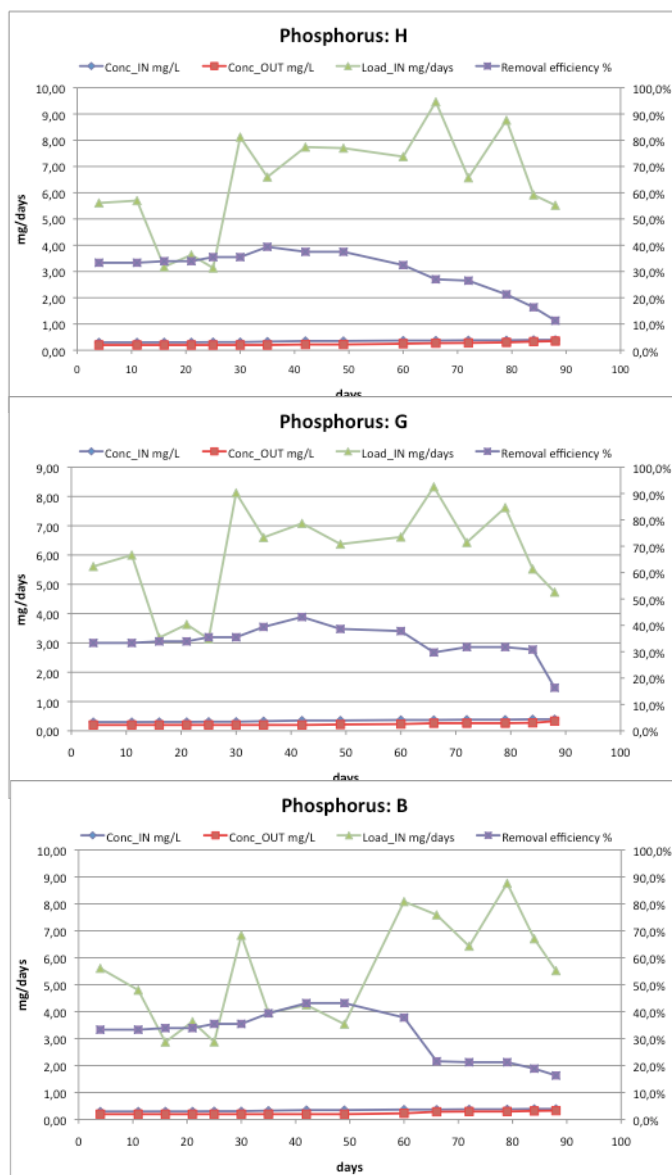 Phosphorus: H
Conc_IN mg/L Conc_OUT mg/L Load_IN mg/days Removal efficiency %
10,00 100,0%
9,00 90,0%
8,00 80,0%
7,00 70,0%
6,00 60,0%
5,00 50,0%
4,00 40,0%
3,00 30,0%
2,00 20,0%
1,00 10,0%
0,00 0,0%
mg/days
0 10 20 30 40 50 60 70 80 90 100
days
Phosphorus: G
Conc_IN mg/L Conc_OUT mg/L Load_IN mg/days Removal efficiency %
9,00 100,0%
8,00 90,0%
7,00 80,0%
6,00 70,0%
5,00 60,0%
4,00 50,0%
3,00 40,0%
2,00 30,0%
1,00 20,0%
0,00 10,0%
0,0%
mg/days
0 10 20 30 40 50 60 70 80 90 100
days
Phosphorus: B
Conc_IN mg/L Conc_OUT mg/L Load_IN mg/days Removal efficiency %
10,00 100,0%
9,00 90,0%
8,00 80,0%
7,00 70,0%
6,00 60,0%
5,00 50,0%
4,00 40,0%
3,00 30,0%
2,00 20,0%
1,00 10,0%
0,00 0,0%
mg/days
0 10 20 30 40 50 60 70 80 90 100
days